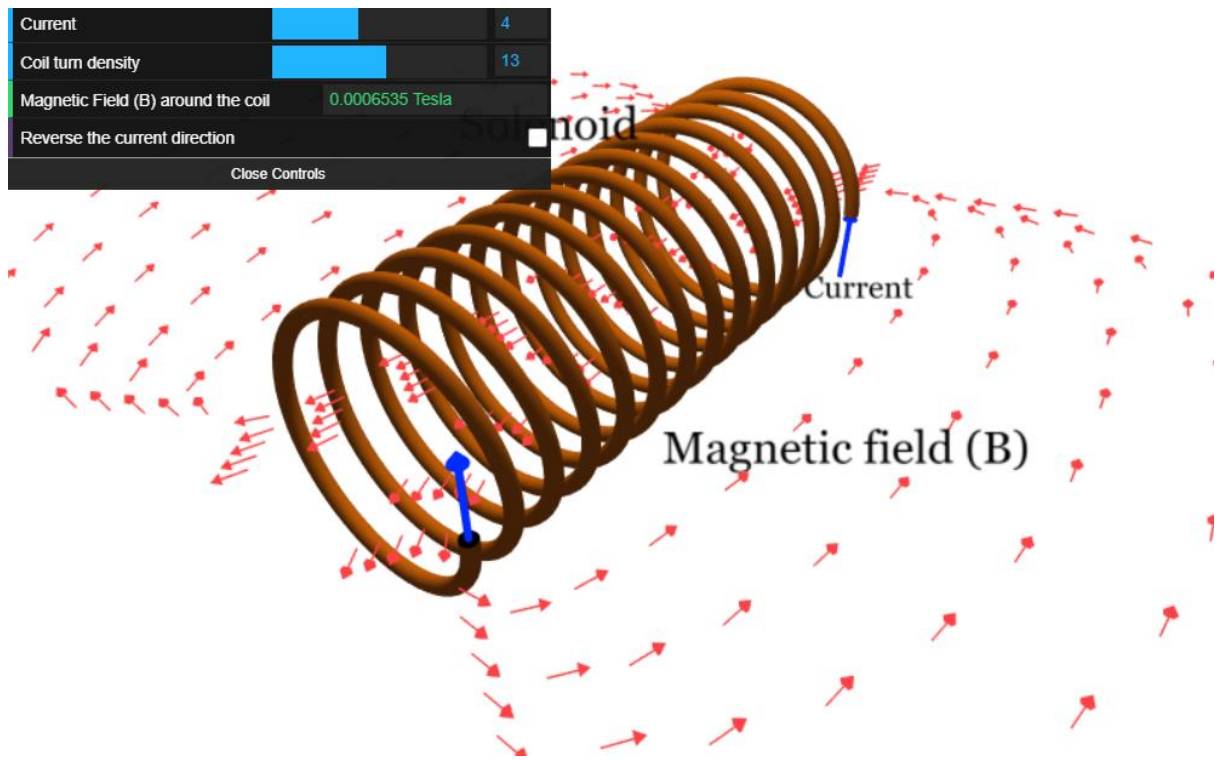 Current 4
Coil turn density 13
Magnetic Field (B) around the coil 0.0006535 Tesla
Reverse the current direction
Close Controls
Solenoid
Current
Magnetic field (B)